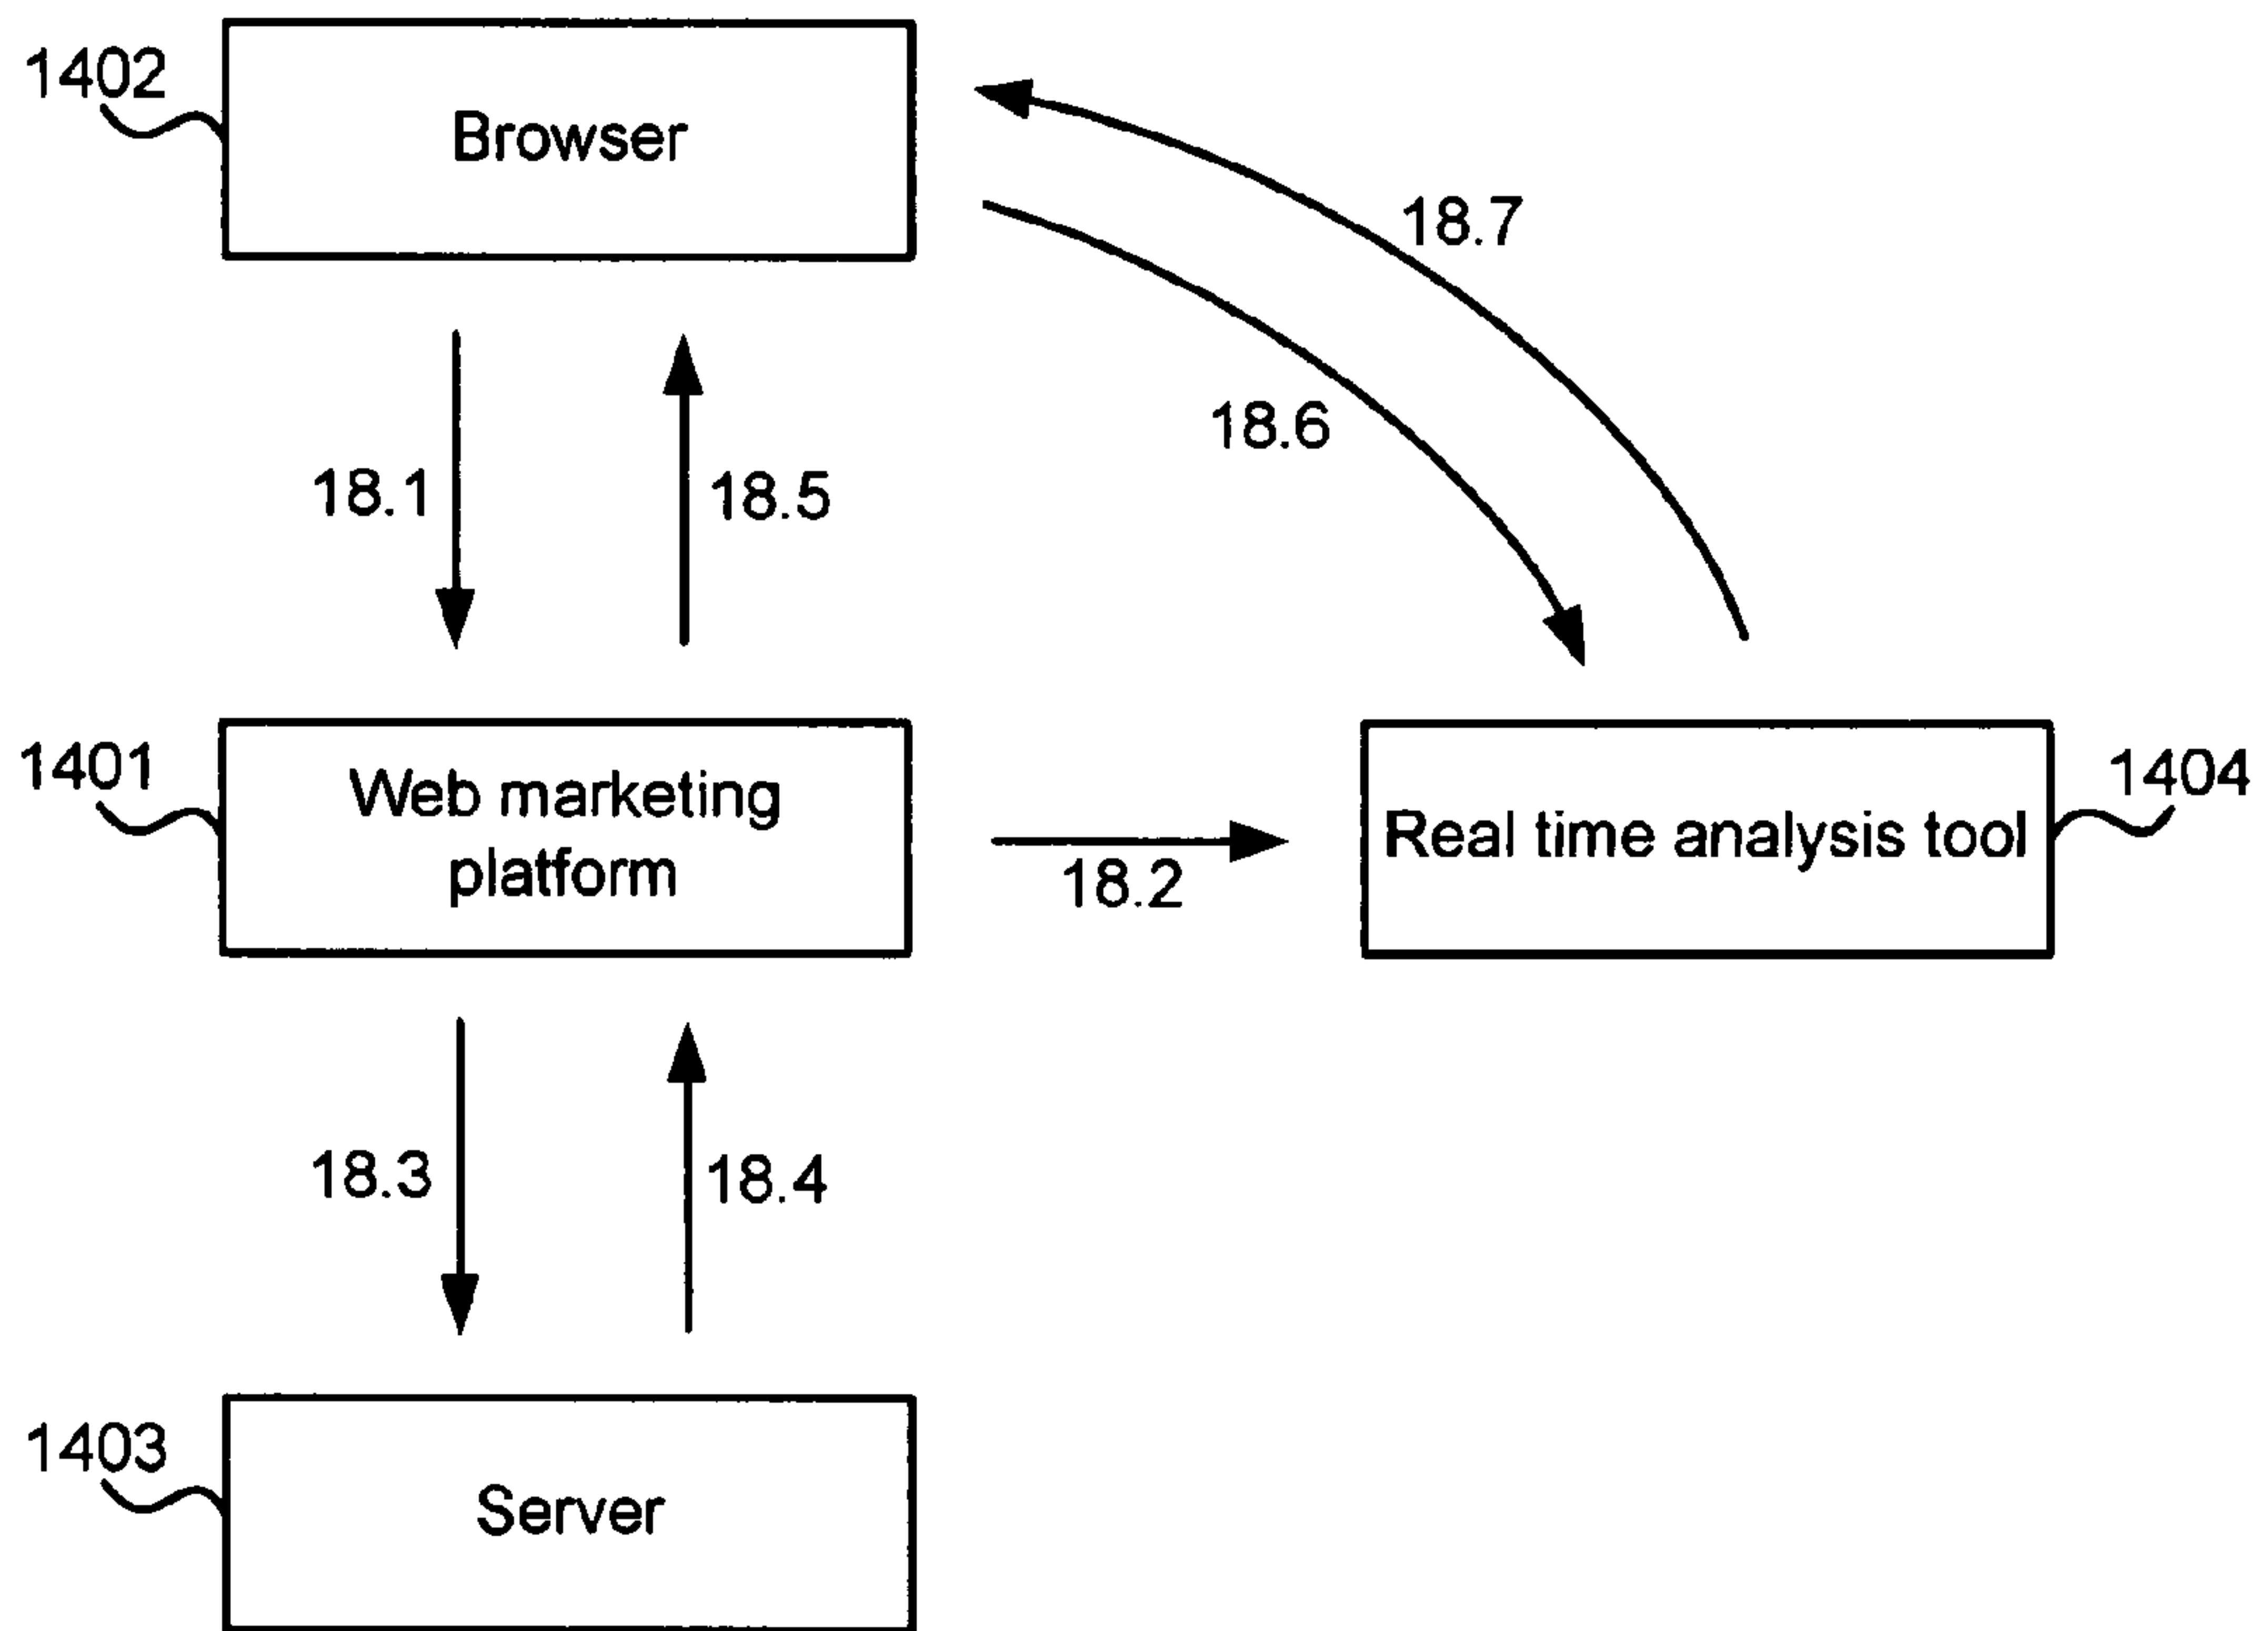 1402
Browser
18.7
18.6
18.1
18.5
1401
Web marketing
platform
18.2
Real time analysis tool
1404
18.3
18.4
1403
Server